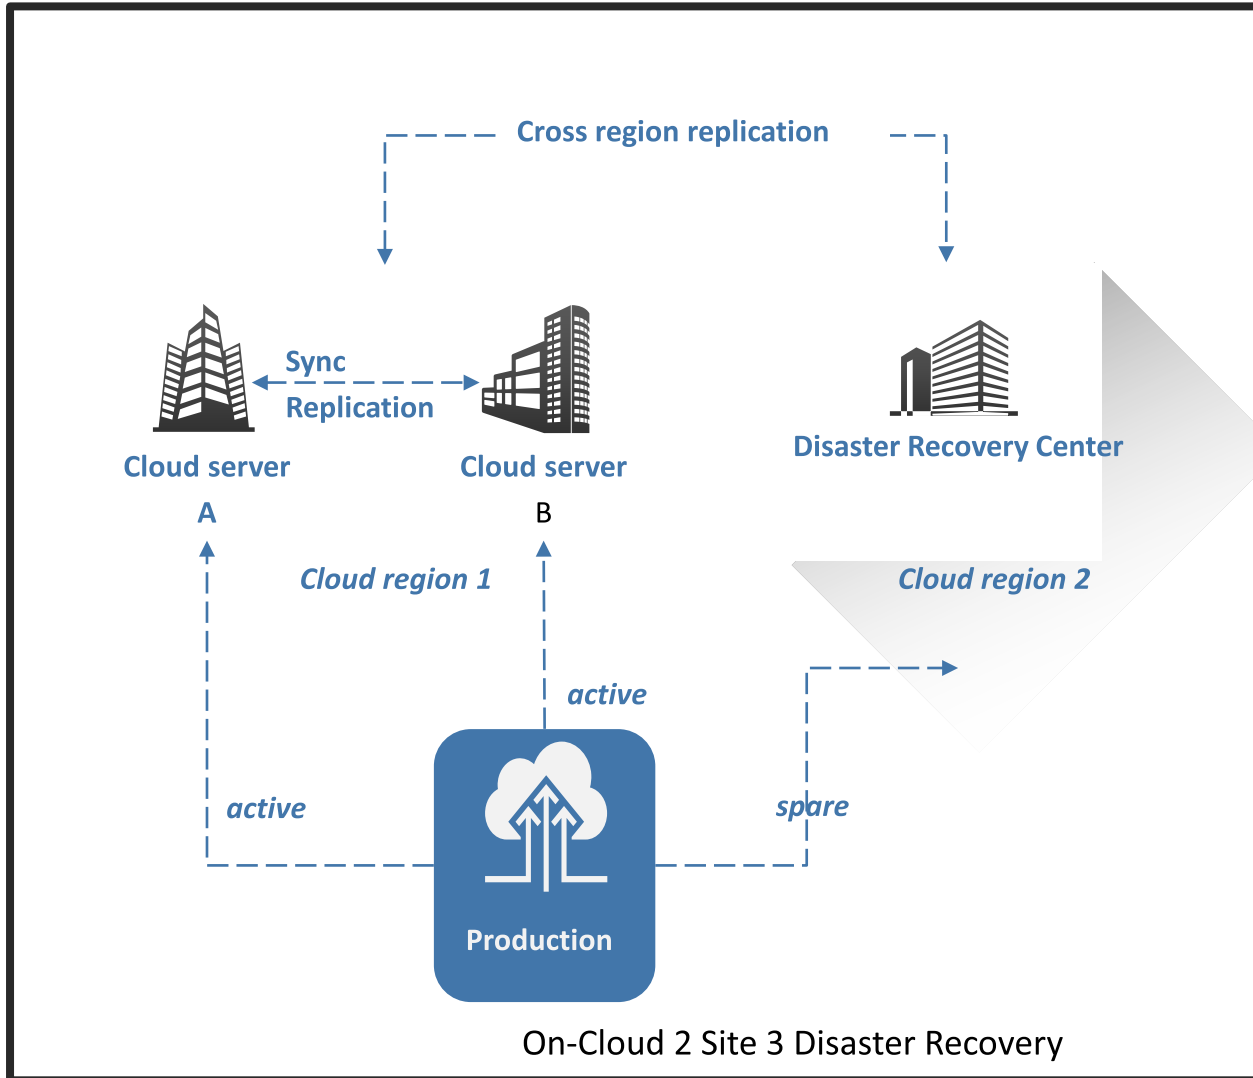 Cross region replication
Sync
Replication
Cloud server
A
Cloud server
B
Disaster Recovery Center
Cloud region 1
Cloud region 2
active
active
spare
Production
On-Cloud 2 Site 3 Disaster Recovery